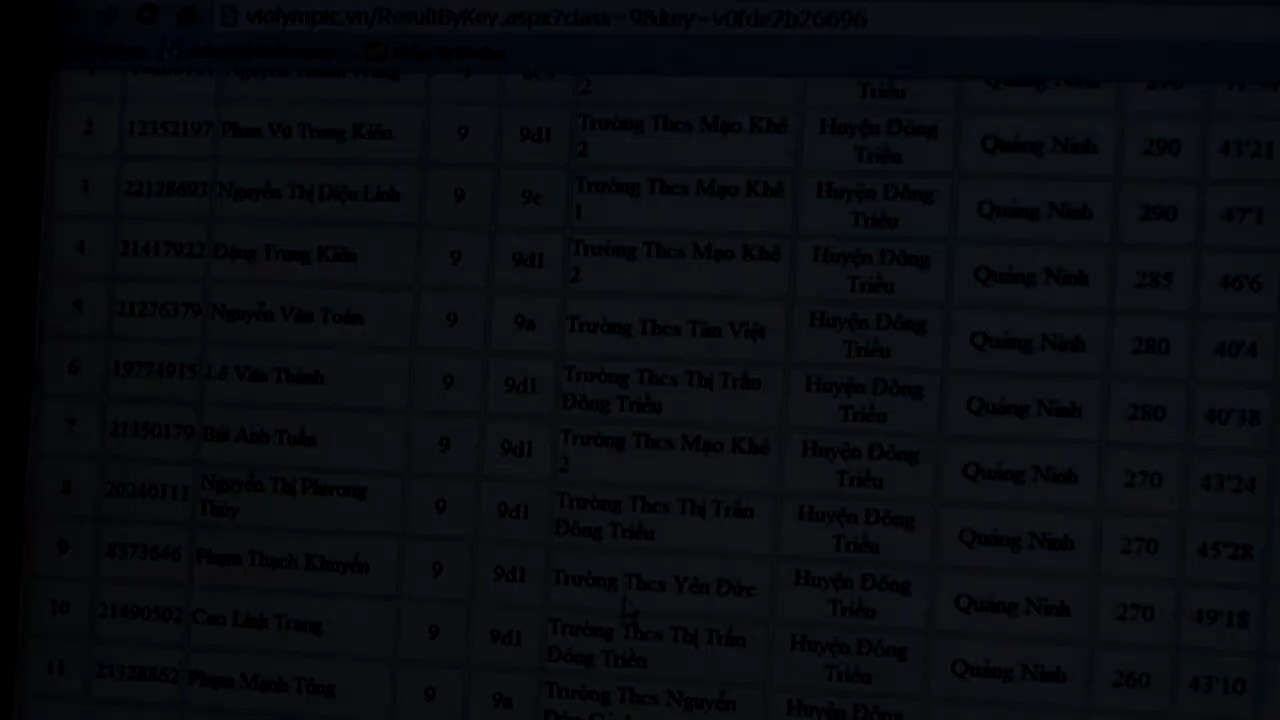 violympic.vn/ResultByKey.aspx?class=9&key=v0fde2b26696
2
Triều
2 12352197 Phan Vũ Trung Kiên 9 9d1 Trường Thcs Mạo Khê 2 Huyện Đông Triều Quảng Ninh 290 43'21
22128693 Nguyễn Thị Diệu Linh 9 9c Trường Thcs Mạo Khê 1 Huyện Đông Triều Quảng Ninh 290 47'1
4 21417922 Đặng Trung Kiên 9 9d1 Trường Thcs Mạo Khê 2 Huyện Đông Triều Quảng Ninh 285 46'6
5 21276379 Nguyễn Văn Toán 9 9a Trường Thcs Tân Việt Huyện Đông Triều Quảng Ninh 280 40'4
6 19774915 Lê Văn Thành 9 9d1 Trường Thcs Thị Trấn Đông Triều Huyện Đông Triều Quảng Ninh 280 40'38
7 21350179 Bùi Anh Tuấn 9 9d1 Trường Thcs Mạo Khê 2 Huyện Đông Triều Quảng Ninh 270 43'24
8 20240111 Nguyễn Thị Phương Thúy 9 9d1 Trường Thcs Thị Trấn Đông Triều Huyện Đông Triều Quảng Ninh 270 45'28
9 8373646 Phạm Thạch Khuyến 9 9d1 Trường Thcs Yên Đức Huyện Đông Triều Quảng Ninh 270 49'18
10 21490502 Cao Linh Trang 9 9d1 Trường Thcs Thị Trấn Đông Triều Huyện Đông Triều Quảng Ninh 260 43'10
11 21328862 Phạm Mạnh Tông 9 9a Trường Thcs Nguyễn Huyện Đông